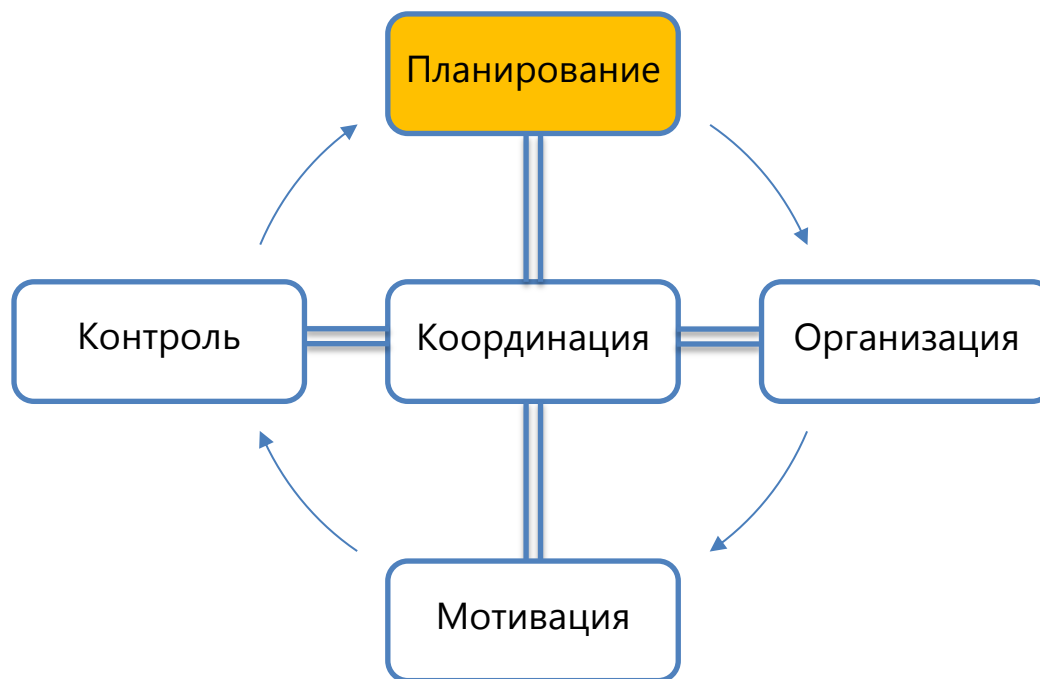 Планирование
Контроль
Координация
Организация
Мотивация